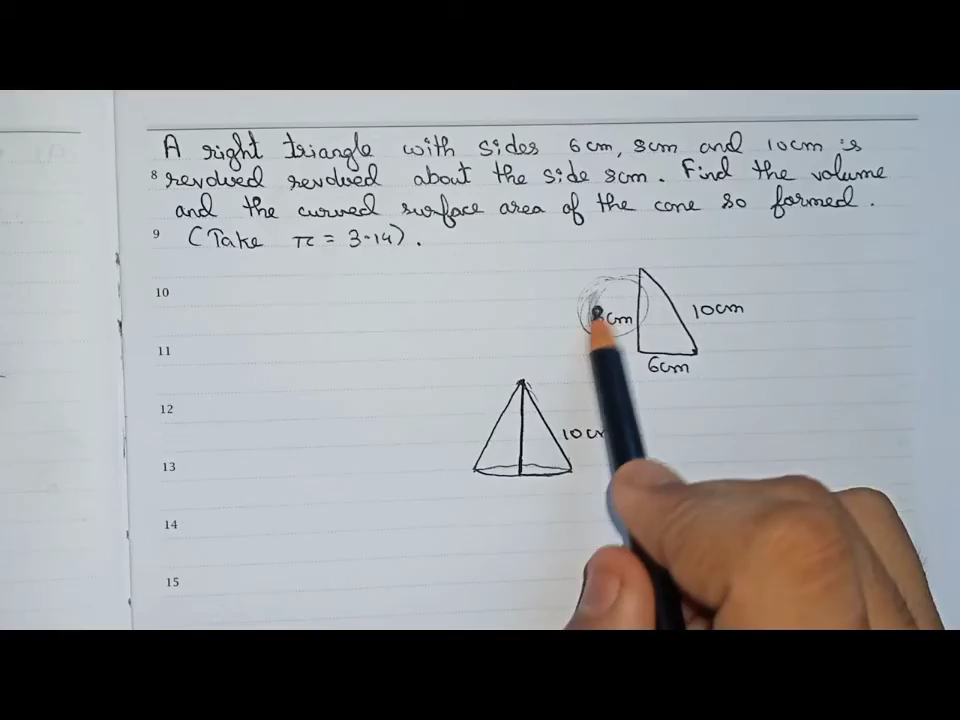 A right triangle with sides 6cm, 8cm and 10cm is
8 revolved revolved about the side 8cm. Find the volume
and the curved surface area of the cone so formed.
9 (Take π = 3.14).
10
8cm
10cm
11
6cm
12
10cm
13
14
15